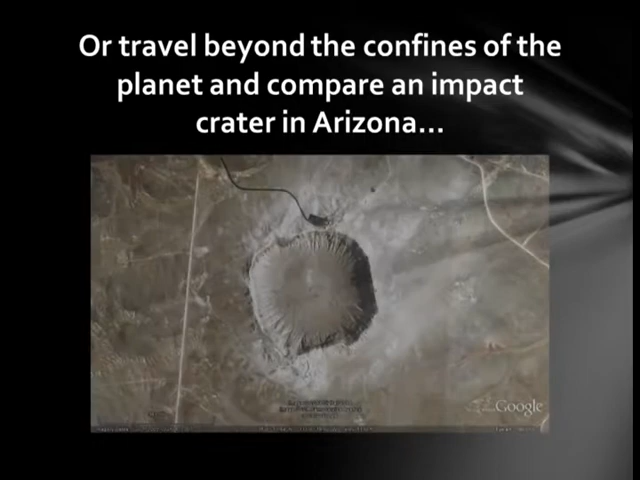 Or travel beyond the confines of the
planet and compare an impact
crater in Arizona...
Google